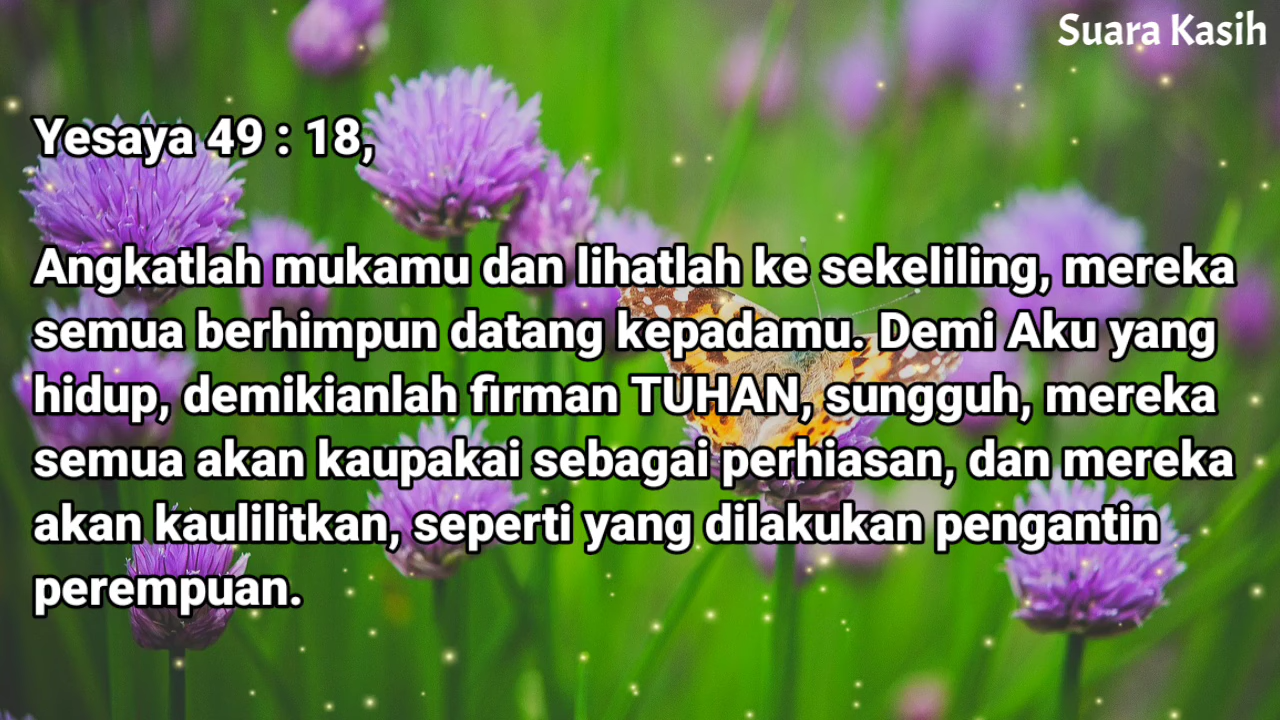 Suara Kasih
Yesaya 49 : 18,
Angkatlah mukamu dan lihatlah ke sekeliling, mereka
semua berhimpun datang kepadamu. Demi Aku yang
hidup, demikianlah firman TUHAN, sungguh, mereka
semua akan kaupakai sebagai perhiasan, dan mereka
akan kaulilitkan, seperti yang dilakukan pengantin
perempuan.